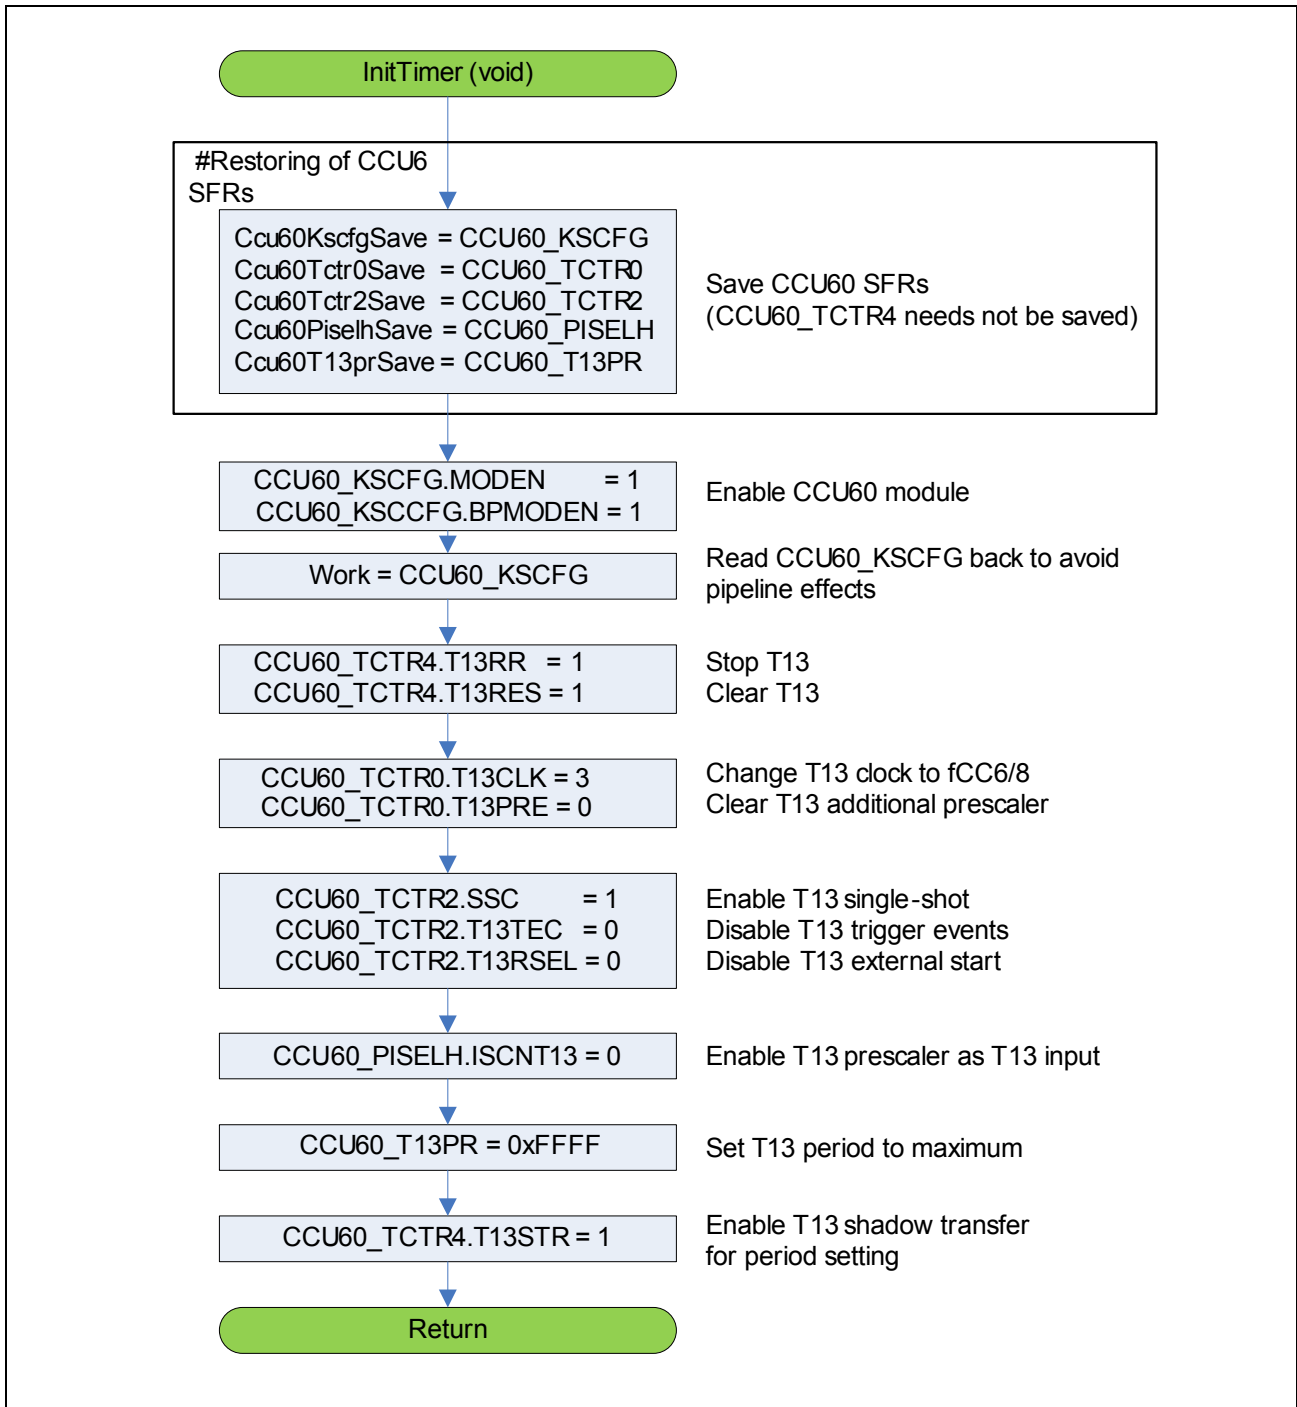 InitTimer (void)
#Restoring of CCU6
SFRs
Ccu60KscfgSave = CCU60_KSCFG
Ccu60Tctr0Save = CCU60_TCTR0
Ccu60Tctr2Save = CCU60_TCTR2
Ccu60PiselhSave = CCU60_PISELH
Ccu60T13prSave = CCU60_T13PR
Save CCU60 SFRs
(CCU60_TCTR4 needs not be saved)
CCU60_KSCFG.MODEN = 1
CCU60_KSCCFG.BPMODEN = 1
Enable CCU60 module
Work = CCU60_KSCFG
Read CCU60_KSCFG back to avoid
pipeline effects
CCU60_TCTR4.T13RR = 1
CCU60_TCTR4.T13RES = 1
Stop T13
Clear T13
CCU60_TCTR0.T13CLK = 3
CCU60_TCTR0.T13PRE = 0
Change T13 clock to fCC6/8
Clear T13 additional prescaler
CCU60_TCTR2.SSC = 1
CCU60_TCTR2.T13TEC = 0
CCU60_TCTR2.T13RSEL = 0
Enable T13 single-shot
Disable T13 trigger events
Disable T13 external start
CCU60_PISELH.ISCNT13 = 0
Enable T13 prescaler as T13 input
CCU60_T13PR = 0xFFFF
Set T13 period to maximum
CCU60_TCTR4.T13STR = 1
Enable T13 shadow transfer
for period setting
Return